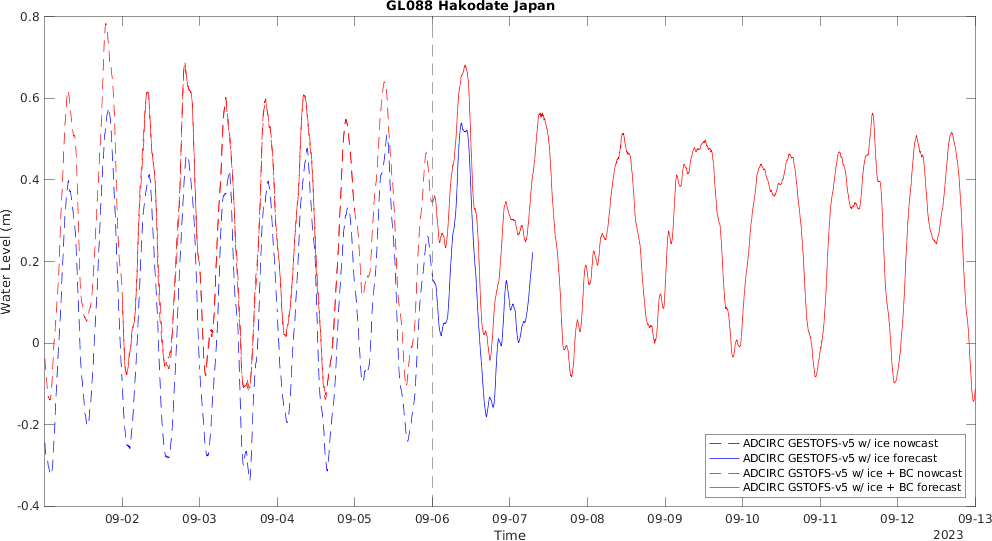 GL088 Hakodate Japan
0.8
0.6
0.4
0.2
0
-0.2
-0.4
Water Level (m)
ADCIRC GESTOFS-v5 w/ ice nowcast
ADCIRC GESTOFS-v5 w/ ice forecast
ADCIRC GSTOFS-v5 w/ ice + BC nowcast
ADCIRC GSTOFS-v5 w/ ice + BC forecast
09-02 09-03 09-04 09-05 09-06 09-07 09-08 09-09 09-10 09-11 09-12 09-13
Time
2023